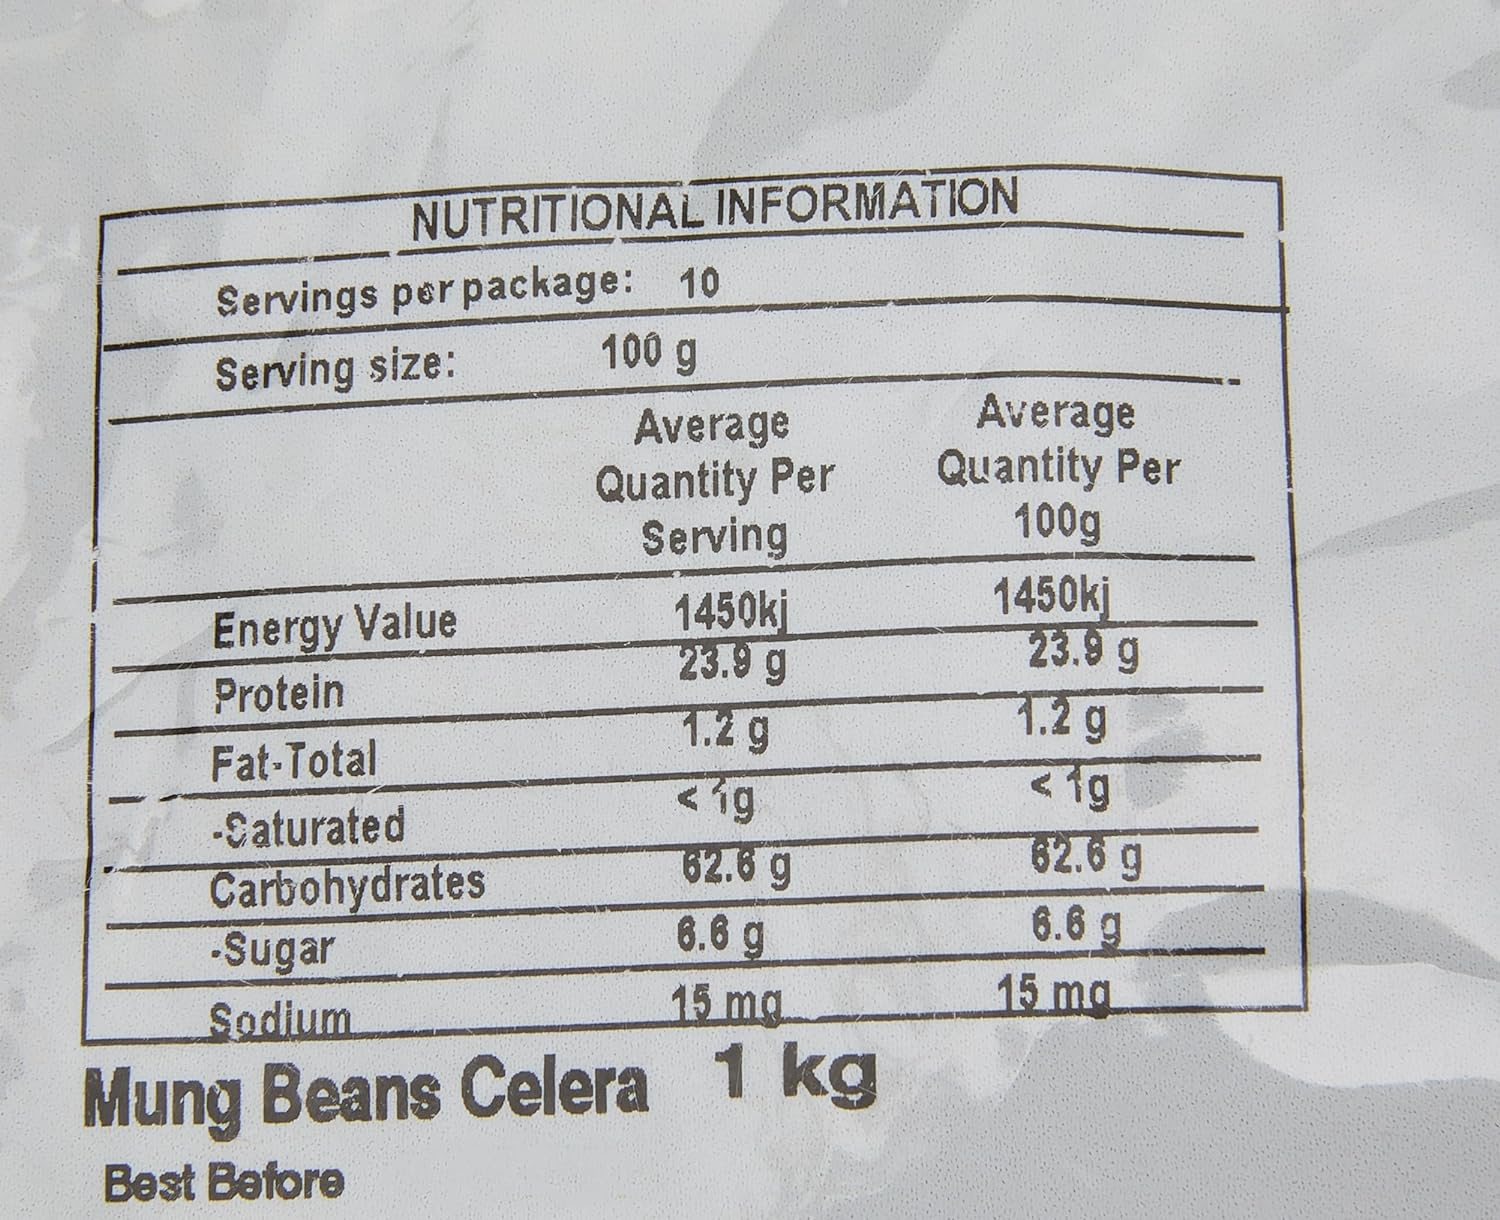 NUTRITIONAL INFORMATION
Servings per package: 10
Serving size: 100 g
Average Average
Quantity Per Quantity Per
Serving 100g
Energy Value 1450kj 1450kj
Protein 23.9 g 23.9 g
Fat-Total 1.2 g 1.2 g
-Saturated < 1g < 1g
Carbohydrates 62.6 g 62.6 g
-Sugar 6.6 g 6.6 g
Sodium 15 mg 15 mg
Mung Beans Celera 1 kg
Best Before